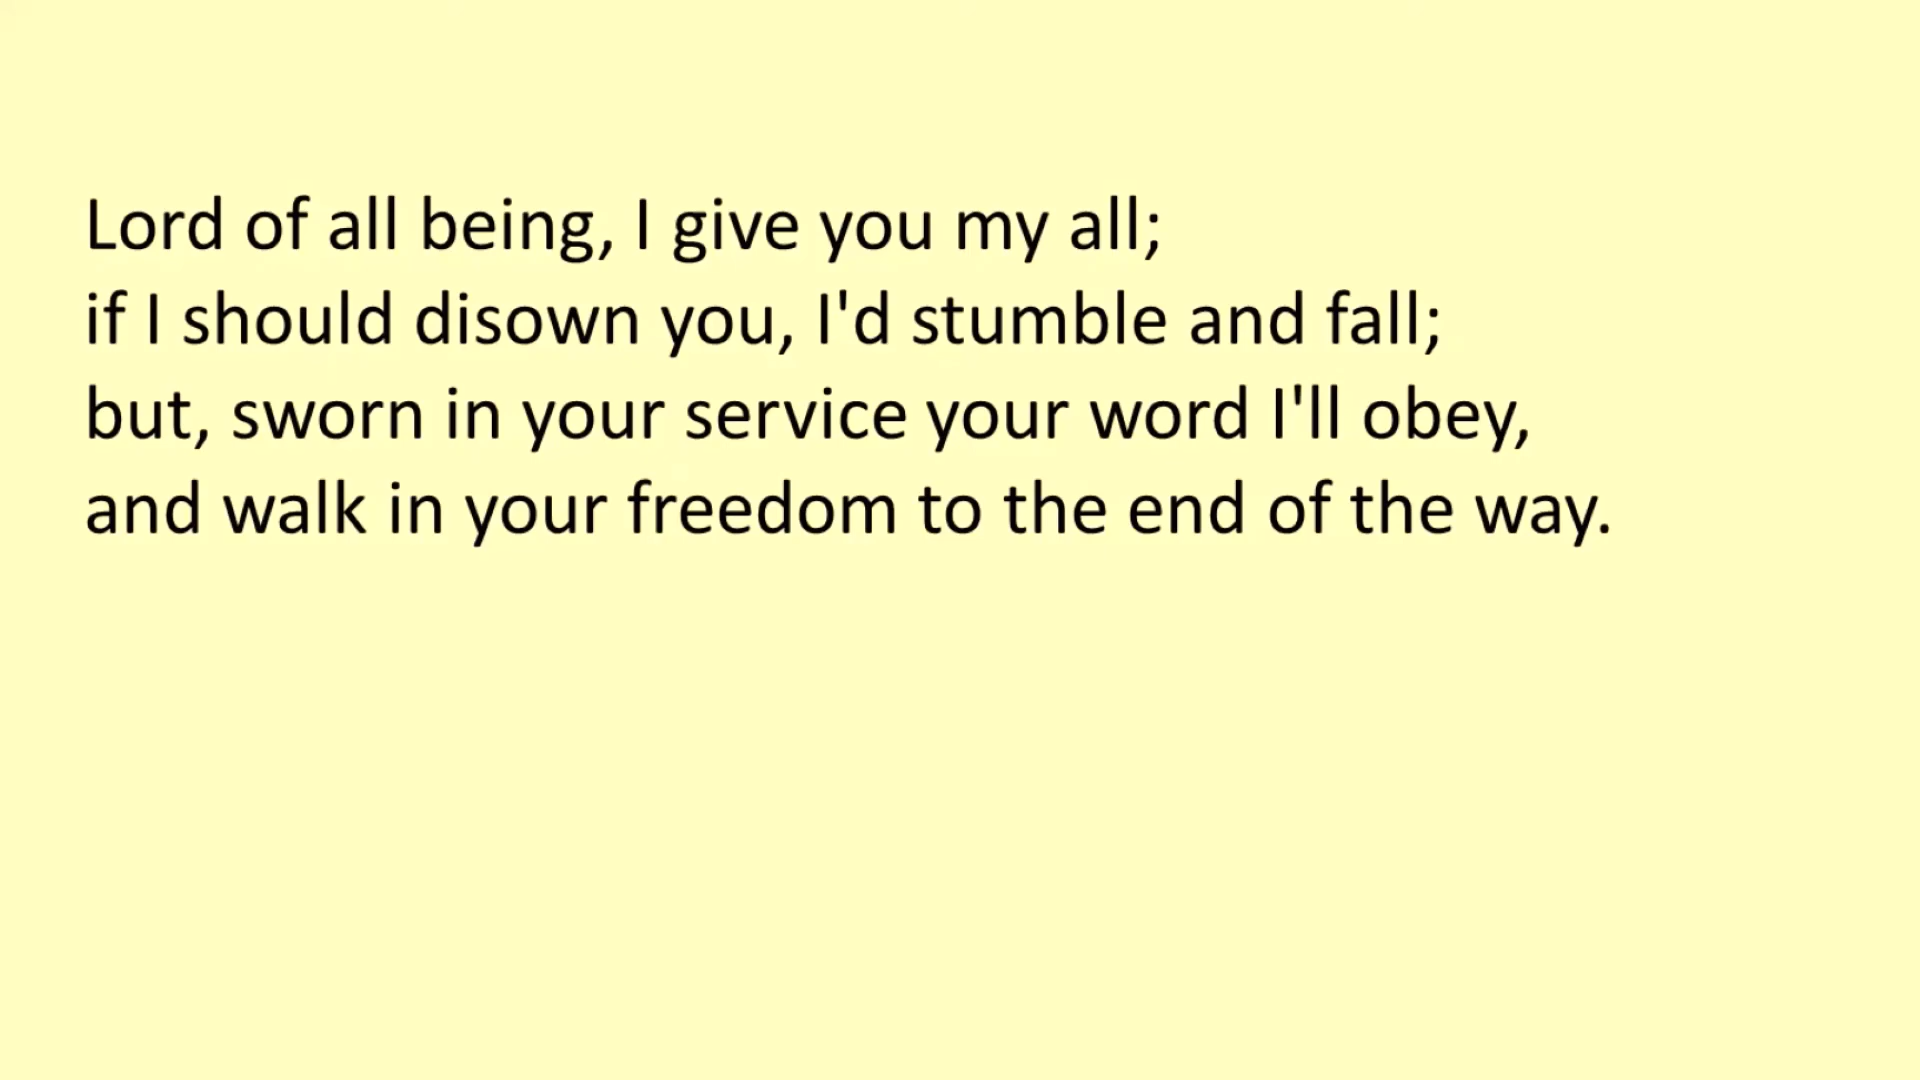 Lord of all being, I give you my all;
if I should disown you, I'd stumble and fall;
but, sworn in your service your word I'll obey,
and walk in your freedom to the end of the way.